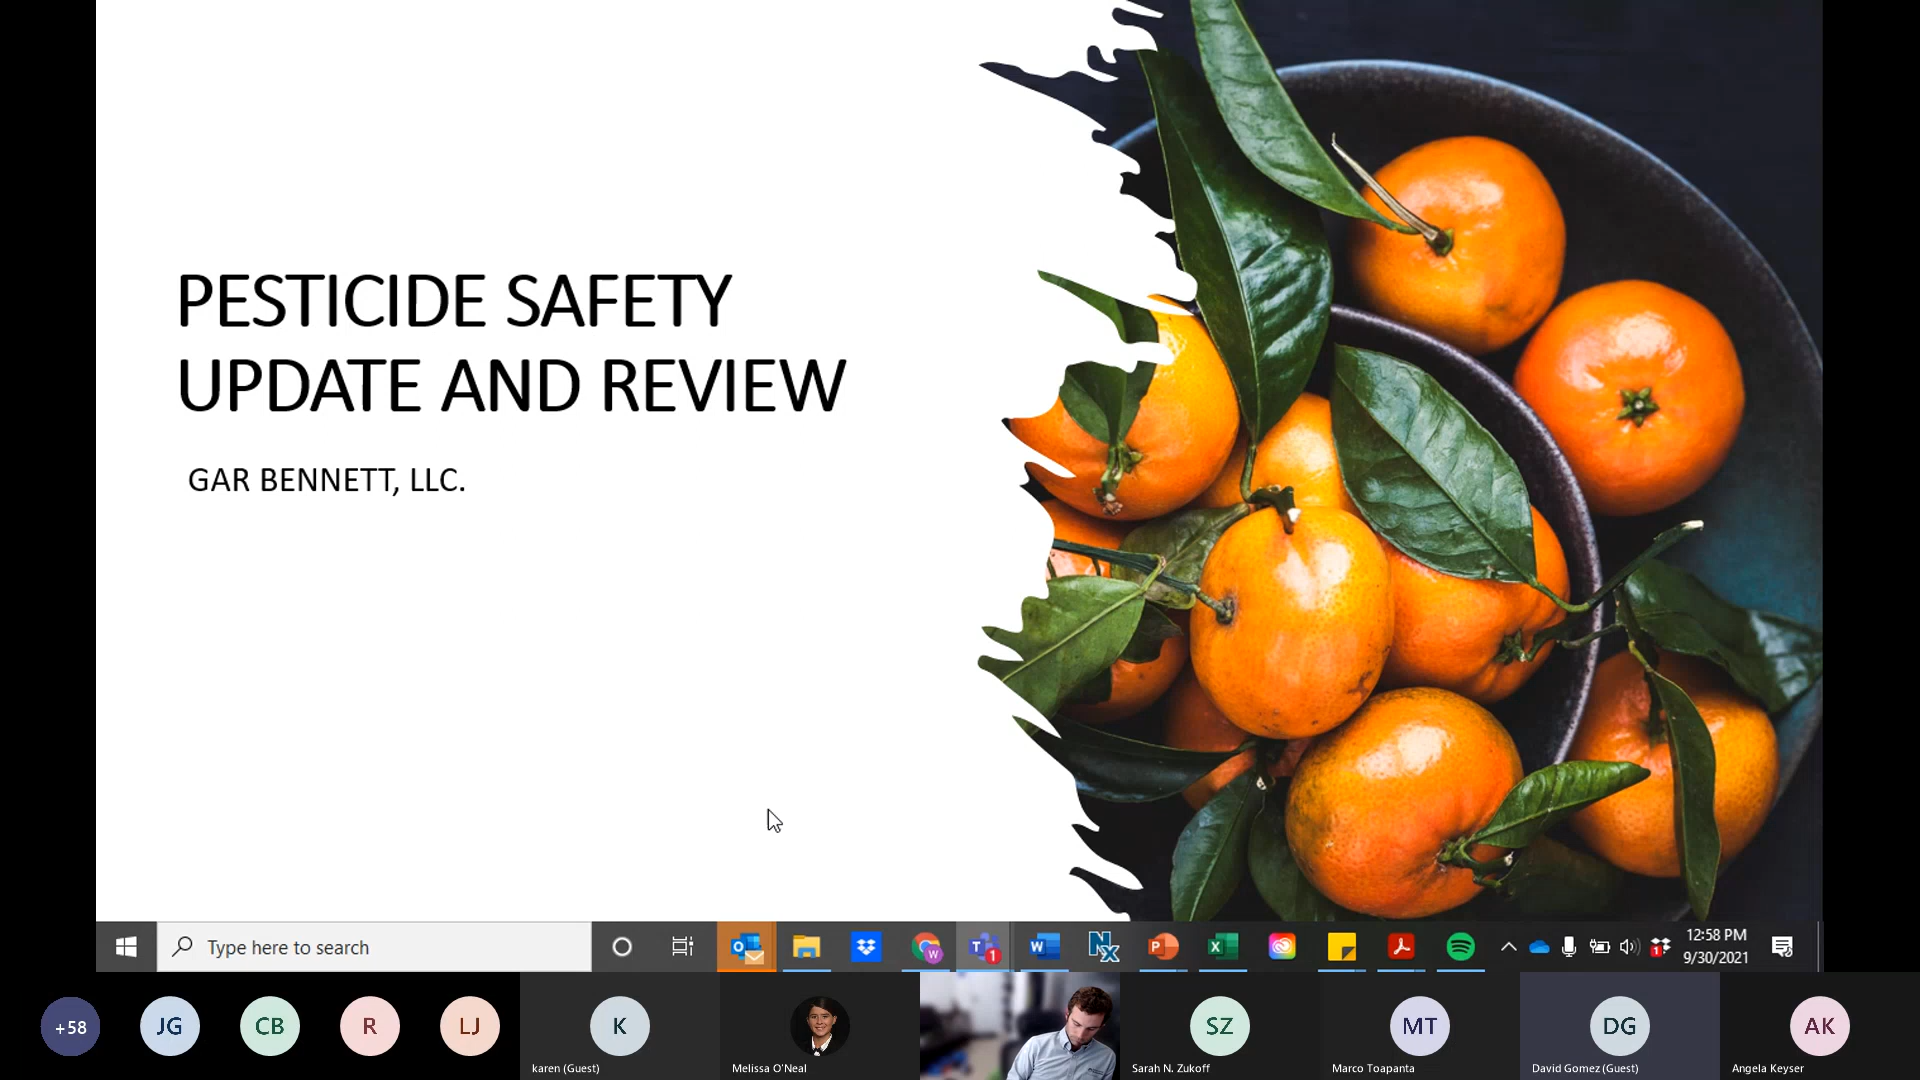 PESTICIDE SAFETY
UPDATE AND REVIEW
GAR BENNETT, LLC.
Type here to search
12:58 PM
9/30/2021
+58
JG
CB
R
LJ
K
karen (Guest)
Melissa O'Neal
SZ
Sarah N. Zukoff
MT
Marco Toapanta
DG
David Gomez (Guest)
AK
Angela Keyser